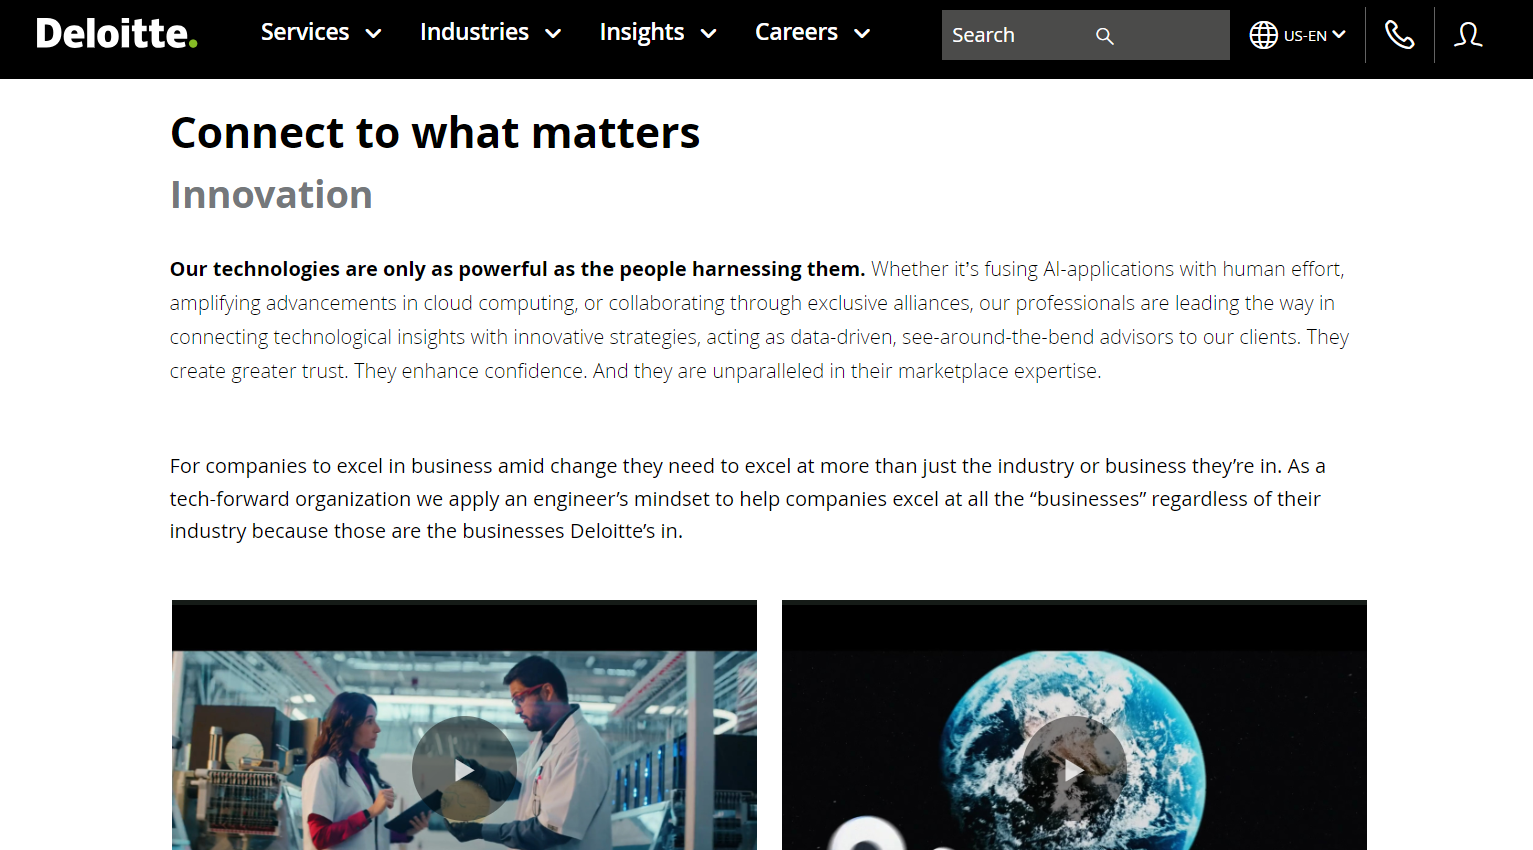 Deloitte.
Services
Industries
Insights
Careers
Search
US-EN
Connect to what matters
Innovation
Our technologies are only as powerful as the people harnessing them. Whether it’s fusing AI-applications with human effort,
amplifying advancements in cloud computing, or collaborating through exclusive alliances, our professionals are leading the way in
connecting technological insights with innovative strategies, acting as data-driven, see-around-the-bend advisors to our clients. They
create greater trust. They enhance confidence. And they are unparalleled in their marketplace expertise.
For companies to excel in business amid change they need to excel at more than just the industry or business they’re in. As a
tech-forward organization we apply an engineer’s mindset to help companies excel at all the “businesses” regardless of their
industry because those are the businesses Deloitte’s in.